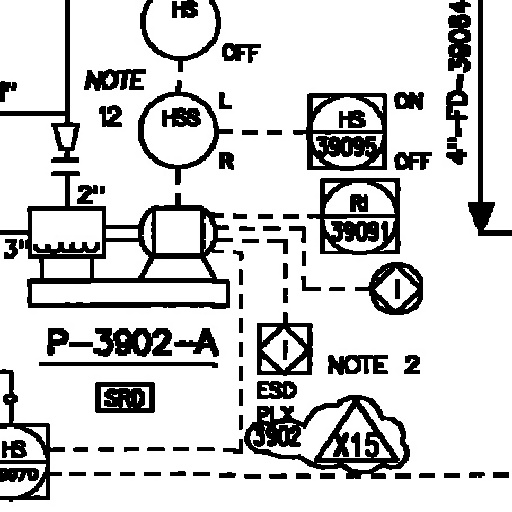 HS
OFF
NOTE
12
HSS
L
R
HS
39095
ON
OFF
4"-FD-39084
RI
39091
2"
3"
I
I
P-3902-A
NOTE 2
SRD
ESD
PLX
3902
X15
HS